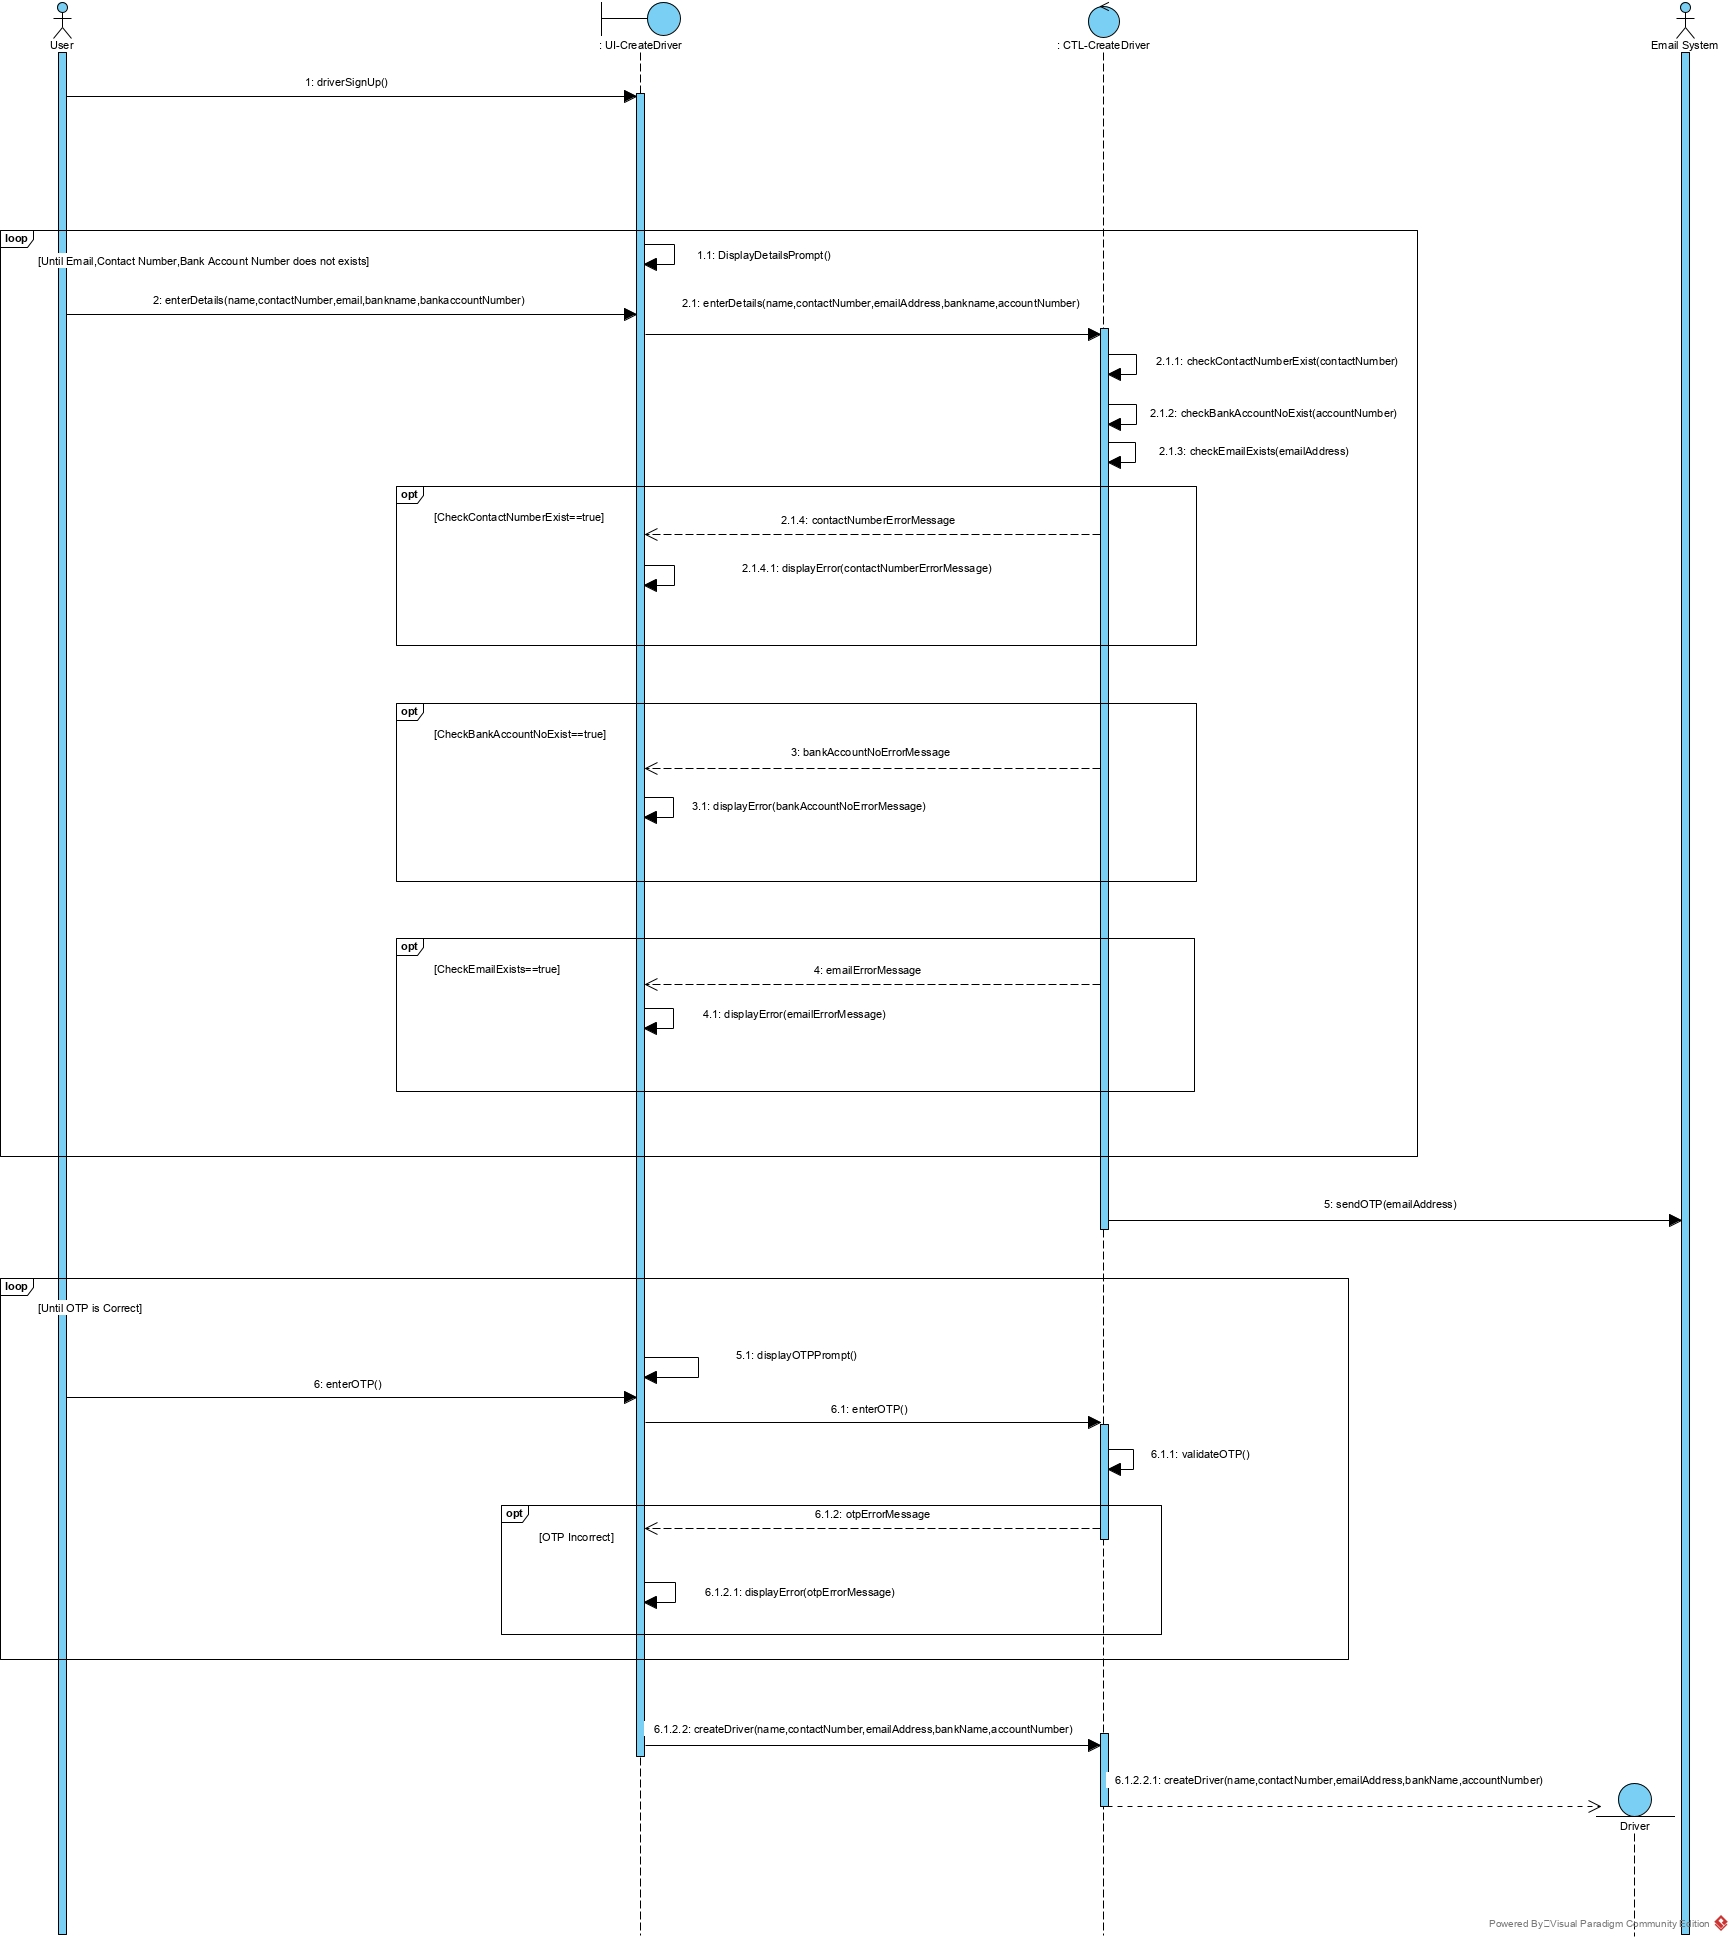 User
: UI-CreateDriver
: CTL-CreateDriver
Email System
1: driverSignUp()
loop
[Until Email,Contact Number,Bank Account Number does not exists]
1.1: DisplayDetailsPrompt()
2: enterDetails(name,contactNumber,email,bankname,bankaccountNumber)
2.1: enterDetails(name,contactNumber,emailAddress,bankname,accountNumber)
2.1.1: checkContactNumberExist(contactNumber)
2.1.2: checkBankAccountNoExist(accountNumber)
2.1.3: checkEmailExists(emailAddress)
opt
[CheckContactNumberExist==true]
2.1.4: contactNumberErrorMessage
2.1.4.1: displayError(contactNumberErrorMessage)
opt
[CheckBankAccountNoExist==true]
3: bankAccountNoErrorMessage
3.1: displayError(bankAccountNoErrorMessage)
opt
[CheckEmailExists==true]
4: emailErrorMessage
4.1: displayError(emailErrorMessage)
5: sendOTP(emailAddress)
loop
[Until OTP is Correct]
5.1: displayOTPPrompt()
6: enterOTP()
6.1: enterOTP()
6.1.1: validateOTP()
opt
6.1.2: otpErrorMessage
[OTP Incorrect]
6.1.2.1: displayError(otpErrorMessage)
6.1.2.2: createDriver(name,contactNumber,emailAddress,bankName,accountNumber)
6.1.2.2.1: createDriver(name,contactNumber,emailAddress,bankName,accountNumber)
Driver
Powered By Visual Paradigm Community Edition